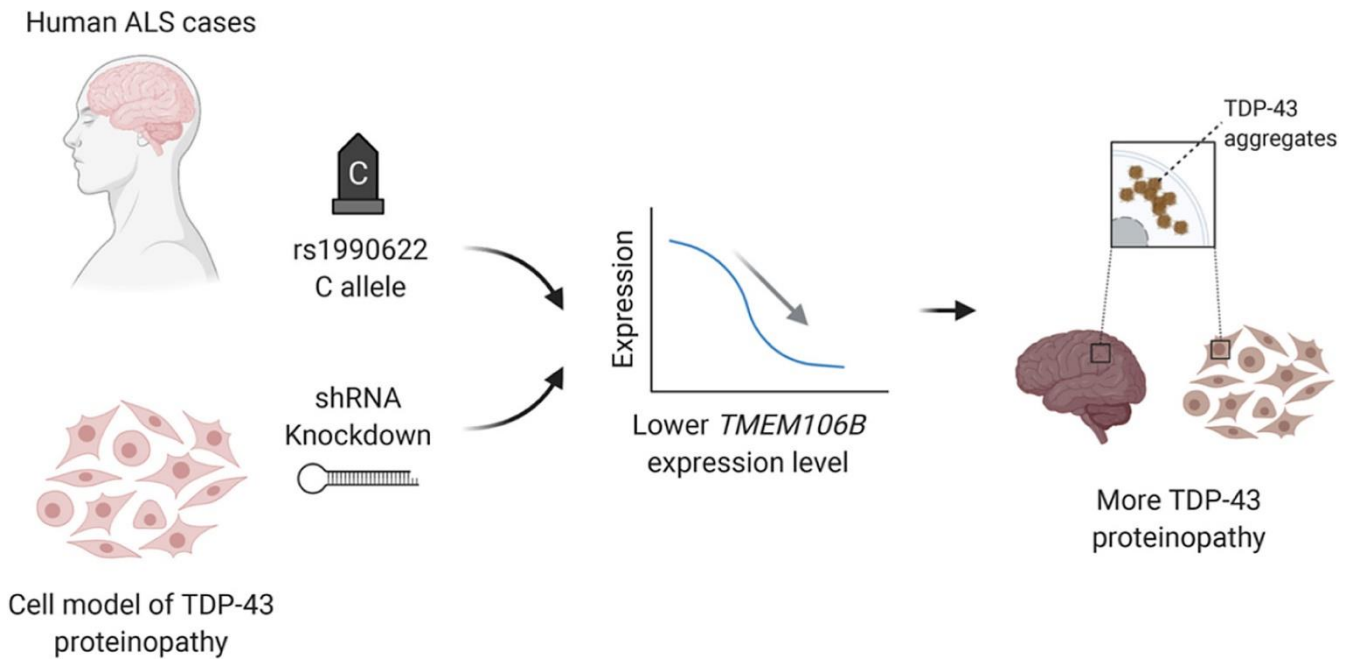 Human ALS cases
C
rs1990622
C allele
shRNA
Knockdown
Cell model of TDP-43
proteinopathy
Expression
Lower TMEM106B
expression level
TDP-43
aggregates
More TDP-43
proteinopathy